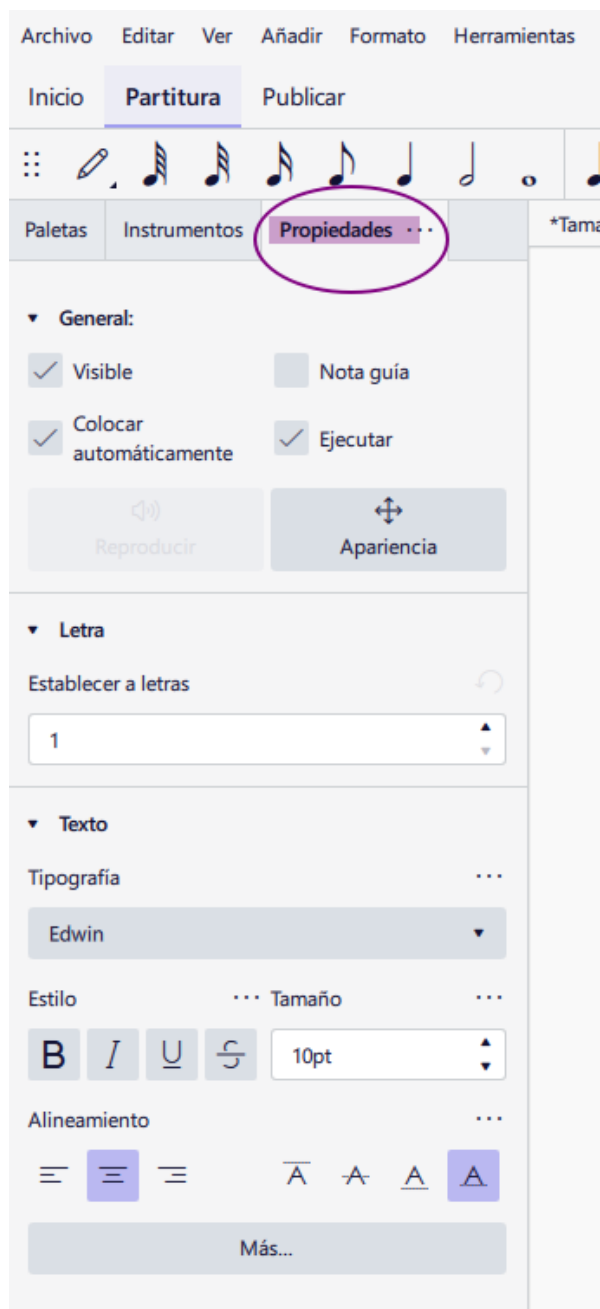 Archivo Editar Ver Añadir Formato Herramientas
Inicio Partitura Publicar
Paletas Instrumentos Propiedades ··· *Tama
General:
Visible Nota guía
Colocar
automáticamente
Ejecutar
Reproducir Apariencia
Letra
Establecer a letras
1
Texto
Tipografía ···
Edwin
Estilo ··· Tamaño ···
B I U S 10pt
Alineamiento ···
A A A A
Más...